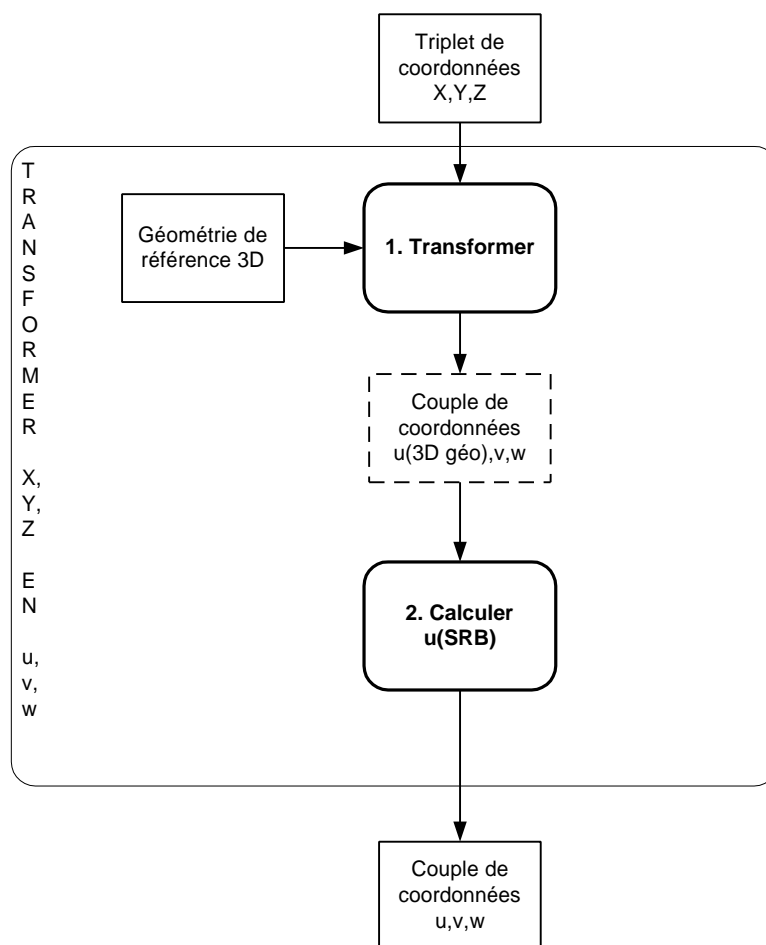 Triplet de
coordonnées
X,Y,Z
T
R
A
N
S
F
O
R
M
E
R
X,
Y,
Z
E
N
u,
v,
w
Géométrie de
référence 3D
1. Transformer
Couple de
coordonnées
u(3D géo),v,w
2. Calculer
u(SRB)
Couple de
coordonnées
u,v,w